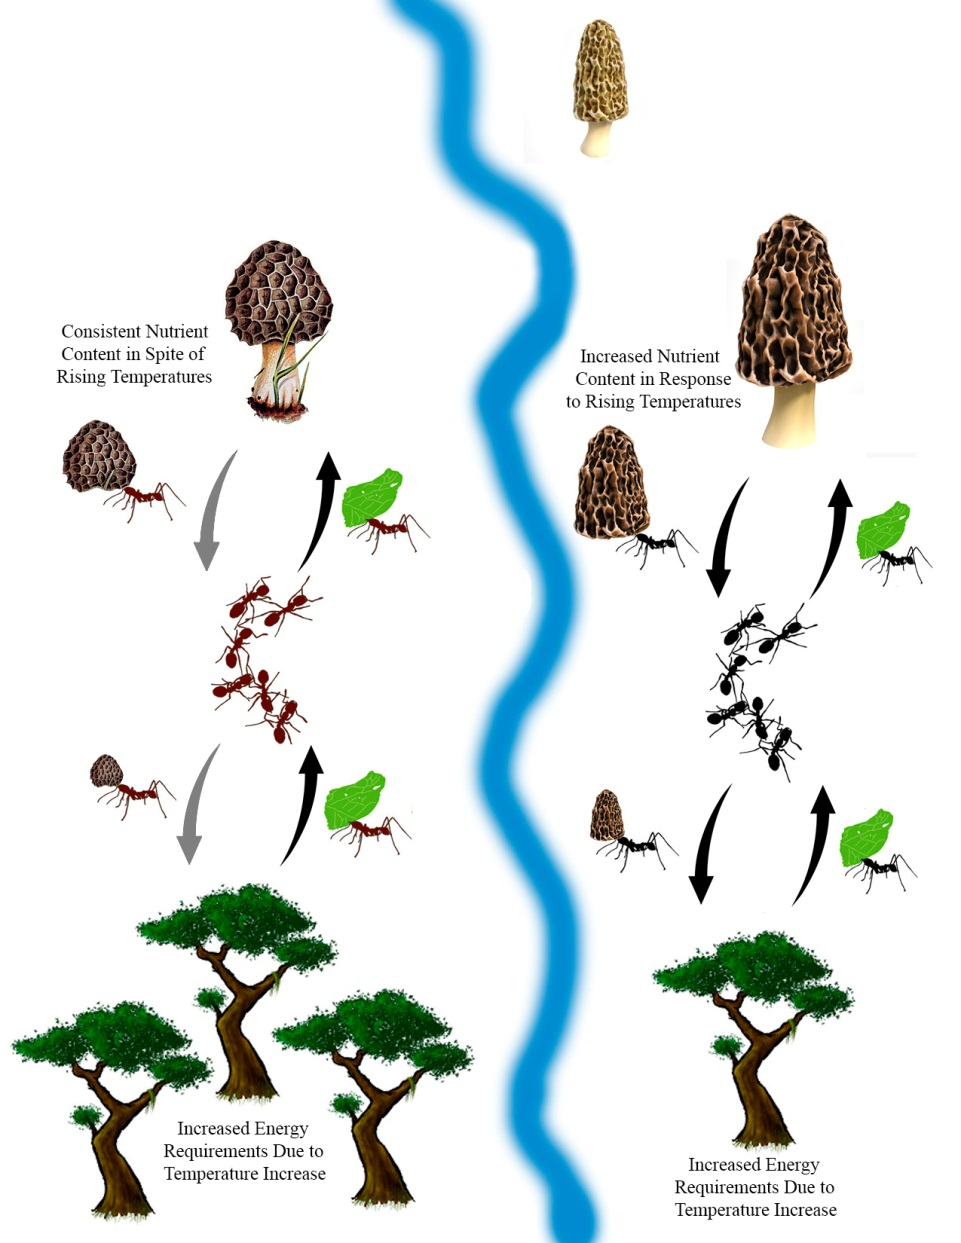 Consistent Nutrient
Content in Spite of
Rising Temperatures
Increased Nutrient
Content in Response
to Rising Temperatures
Increased Energy
Requirements Due to
Temperature Increase
Increased Energy
Requirements Due to
Temperature Increase